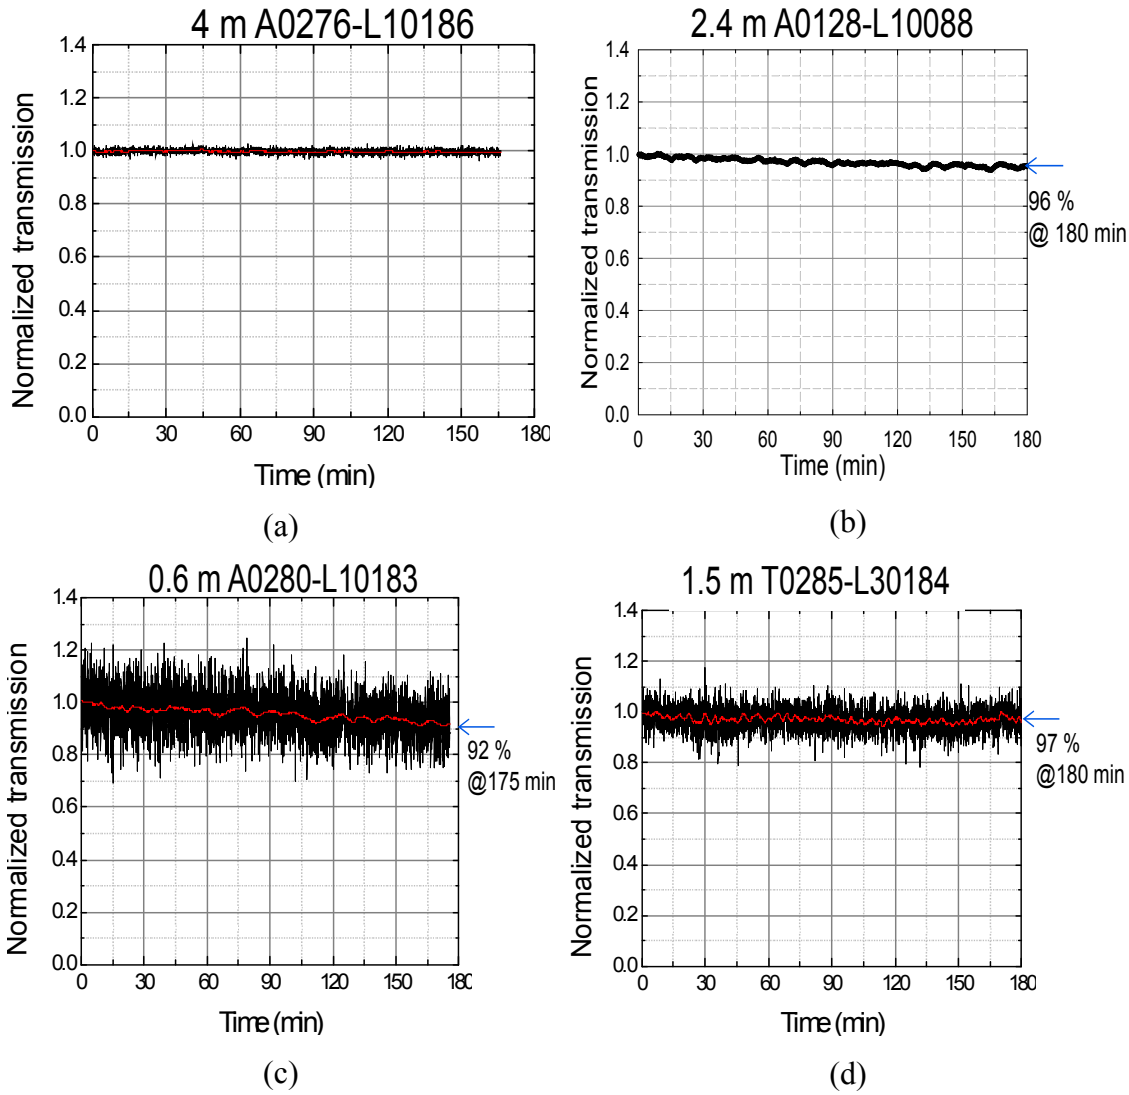 4 m A0276-L10186
1.4
1.2
1.0
0.8
0.6
0.4
0.2
0.0
Normalized transmission
0 30 60 90 120 150 180
Time (min)
(a)
2.4 m A0128-L10088
1.4
1.2
1.0
0.8
0.6
0.4
0.2
0.0
Normalized transmission
96 %
@ 180 min
0 30 60 90 120 150 180
Time (min)
(b)
0.6 m A0280-L10183
1.4
1.2
1.0
0.8
0.6
0.4
0.2
0.0
Normalized transmission
92 %
@175 min
0 30 60 90 120 150 180
Time (min)
(c)
1.5 m T0285-L30184
1.4
1.2
1.0
0.8
0.6
0.4
0.2
0.0
Normalized transmission
97 %
@180 min
0 30 60 90 120 150 180
Time (min)
(d)